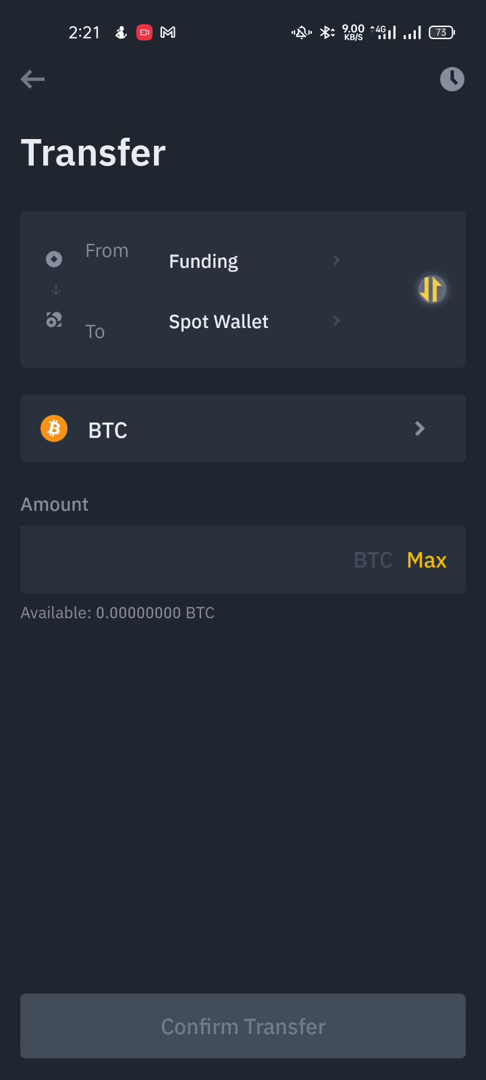 2:21 9.00 KB/S 4G 73
Transfer
From Funding
To Spot Wallet
BTC
Amount
BTC Max
Available: 0.00000000 BTC
Confirm Transfer